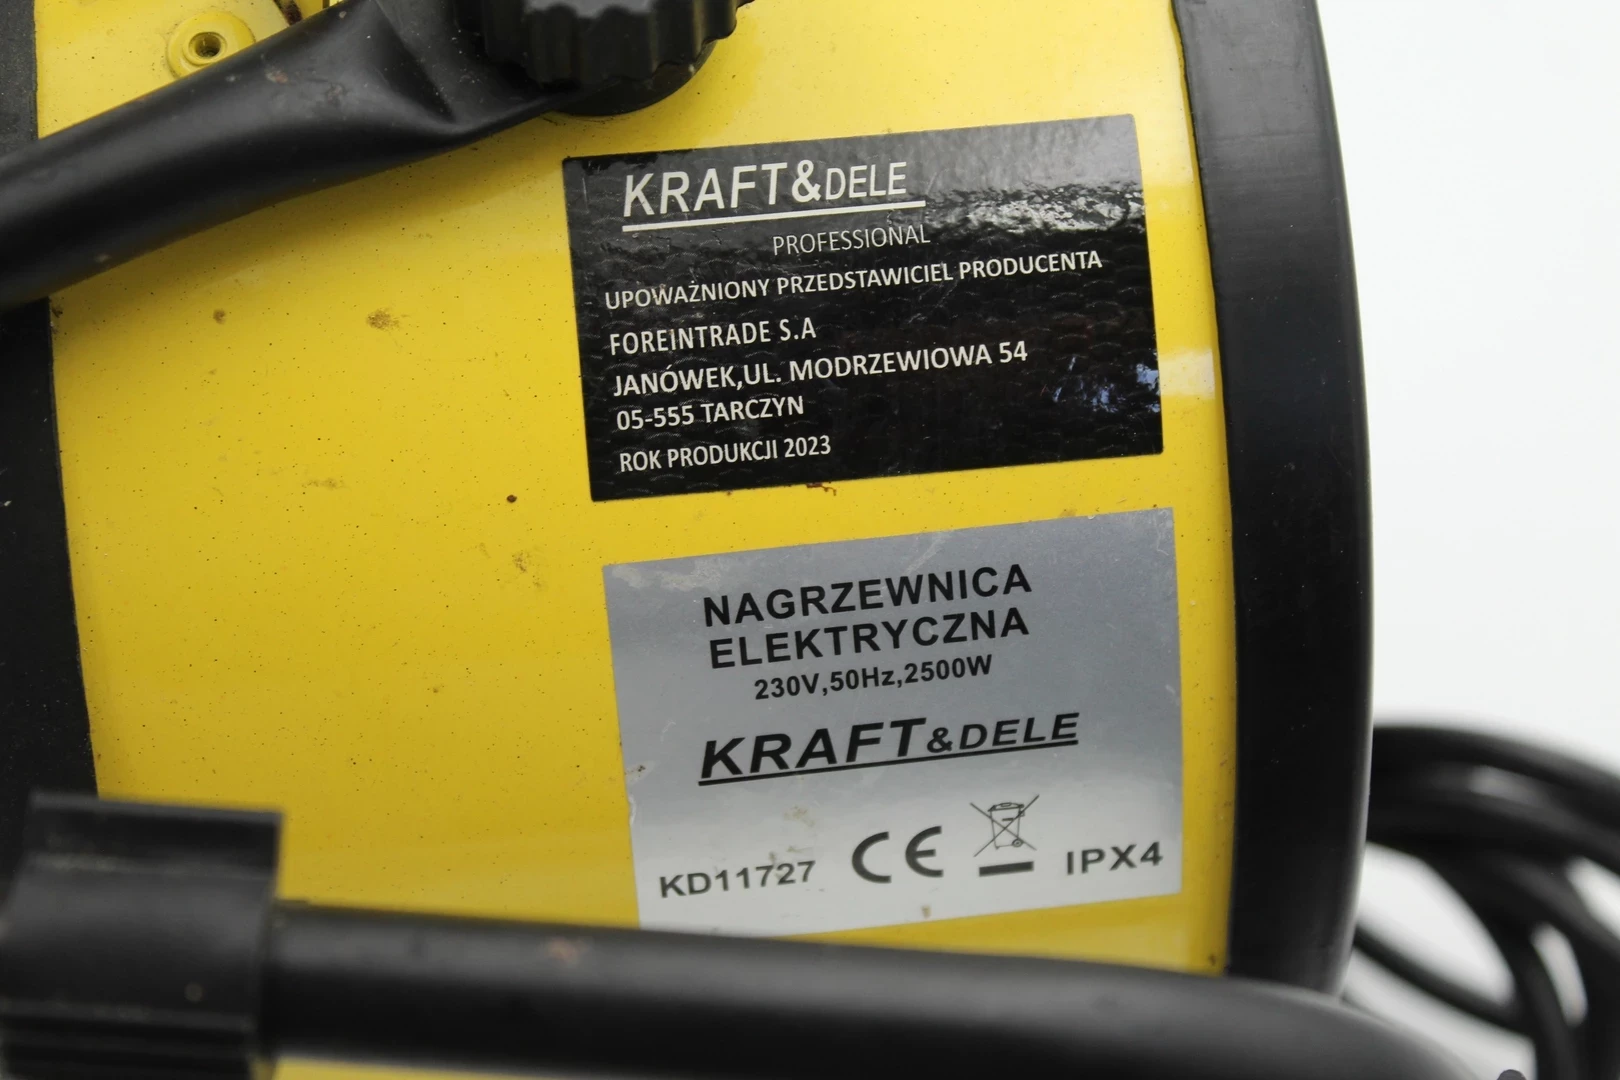 KRAFT&DELE
PROFESSIONAL
UPOWAŻNIONY PRZEDSTAWICIEL PRODUCENTA
FOREINTRADE S.A
JANÓWEK,UL. MODRZEWIOWA 54
05-555 TARCZYN
ROK PRODUKCJI 2023
NAGRZEWNICA
ELEKTRYCZNA
230V,50Hz,2500W
KRAFT&DELE
KD11727 CE IPX4